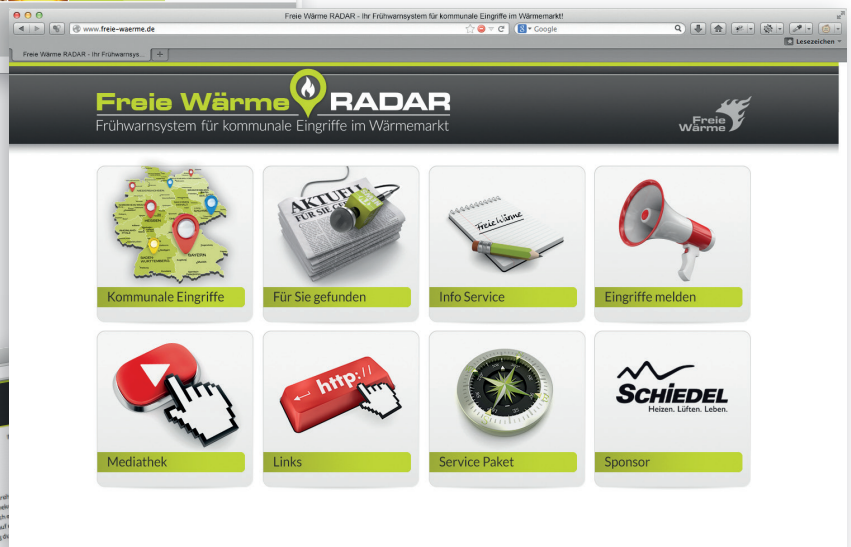 Freie Wärme RADAR - Ihr Frühwarnsystem für kommunale Eingriffe im Wärmemarkt!
www.freie-waerme.de
Google
Lesezeichen
Freie Wärme RADAR - Ihr Frühwarnsys...
Freie Wärme RADAR
Frühwarnsystem für kommunale Eingriffe im Wärmemarkt
Freie
Wärme
HESSEN
BADEN
WÜRTTEMBERG
BAYERN
AKTUELL
FÜR SIE GEF
Freie Wärme
Kommunale Eingriffe
Für Sie gefunden
Info Service
Eingriffe melden
http://
SCHIEDEL
Heizen. Lüften. Leben.
Mediathek
Links
Service Paket
Sponsor